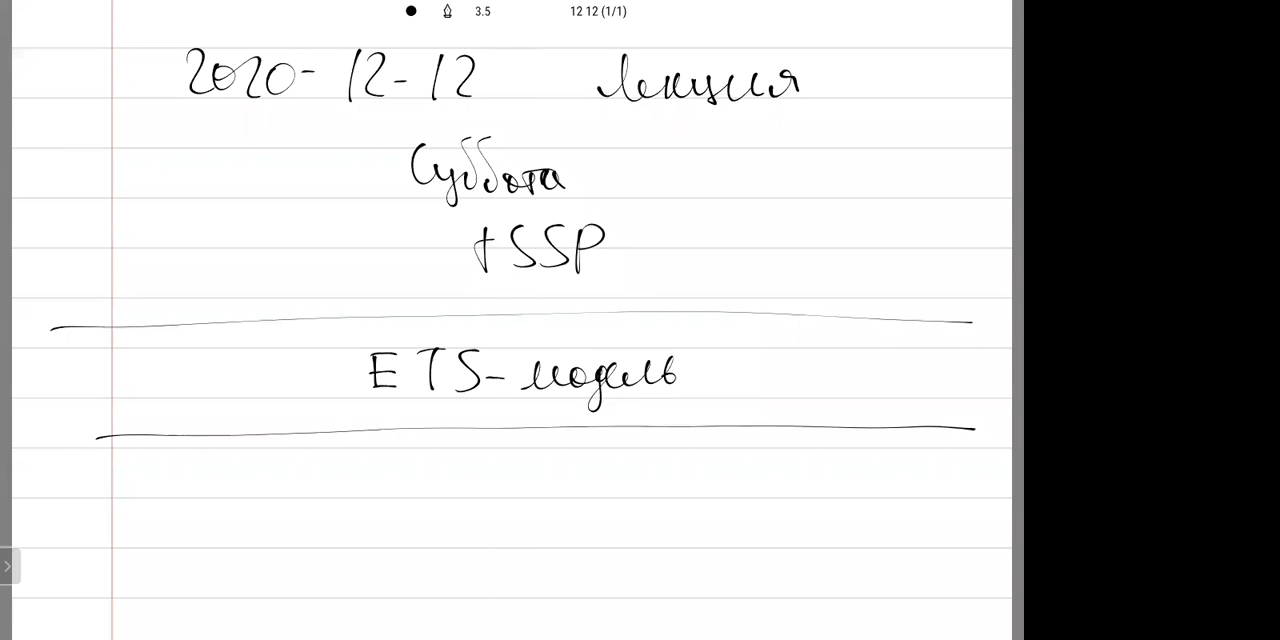 3.5 12 12 (1/1)
2020-12-12 Лекция
Суббота
+SSP
ETS-модель